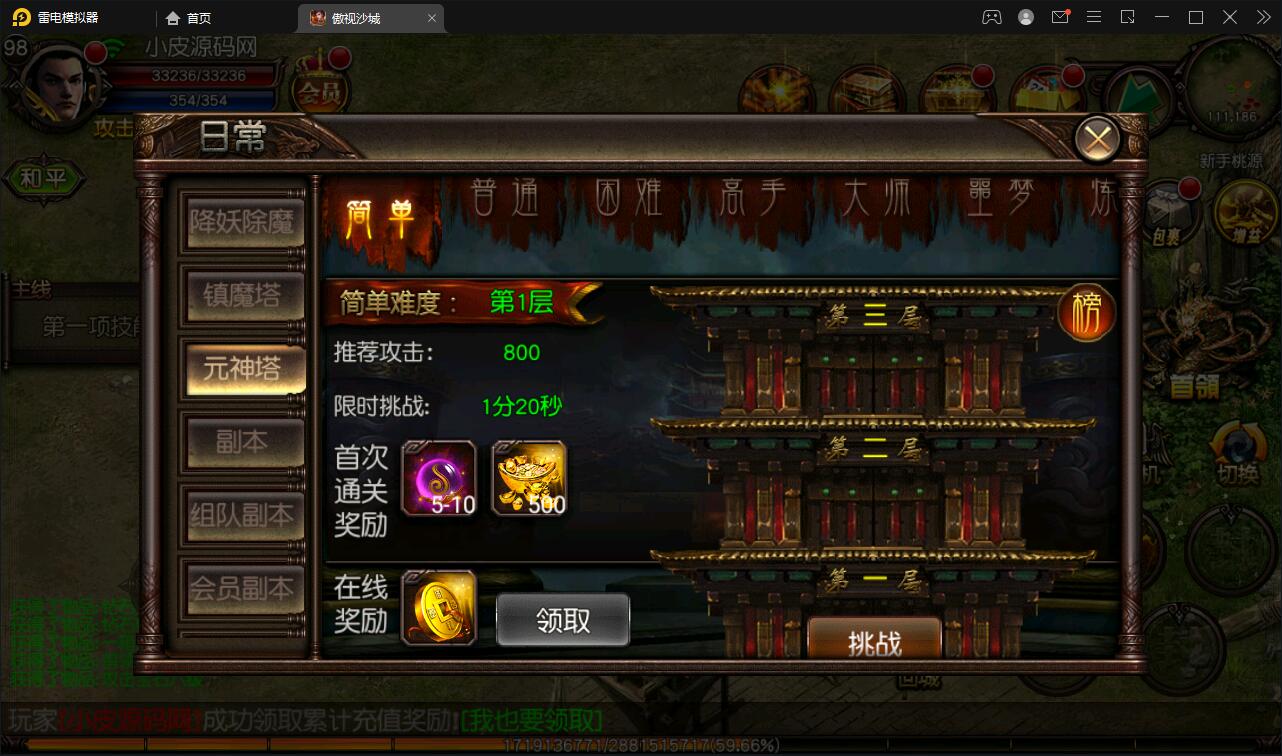 雷电模拟器
首页
傲视沙城
98
小皮源码网
33236/33236
354/354
会员
攻击
111,186
新手桃源
和平
日常
降妖除魔
镇魔塔
元神塔
副本
组队副本
会员副本
简单
普通
困难
高手
大师
噩梦
炼
包裹
增益
主线
第一项技能
简单难度：
第1层
推荐攻击：
800
限时挑战:
1分20秒
首次
通关
奖励
5-10
500
在线
奖励
领取
第三层
第二层
第一层
挑战
榜
首领
切换
回城
玩家[小皮源码网]成功领取累计充值奖励![我也要领取]
1719136771/2881515717(59.66%)